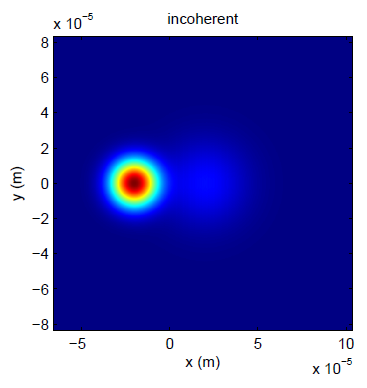 incoherent
x 10⁻⁵
8
6
4
2
0
−2
−4
−6
−8
y (m)
−5 0 5 10
x (m)
x 10⁻⁵